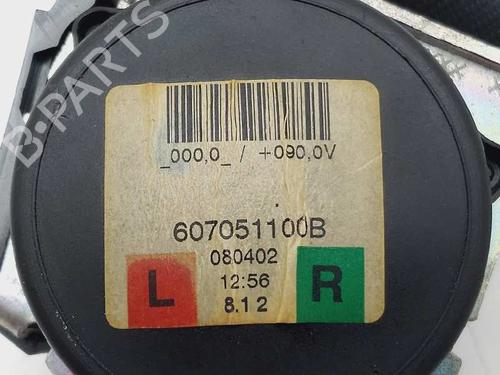 B-PARTS
_000,0_ / +090,0V
607051100B
080402
L 12:56 R
8.1 2